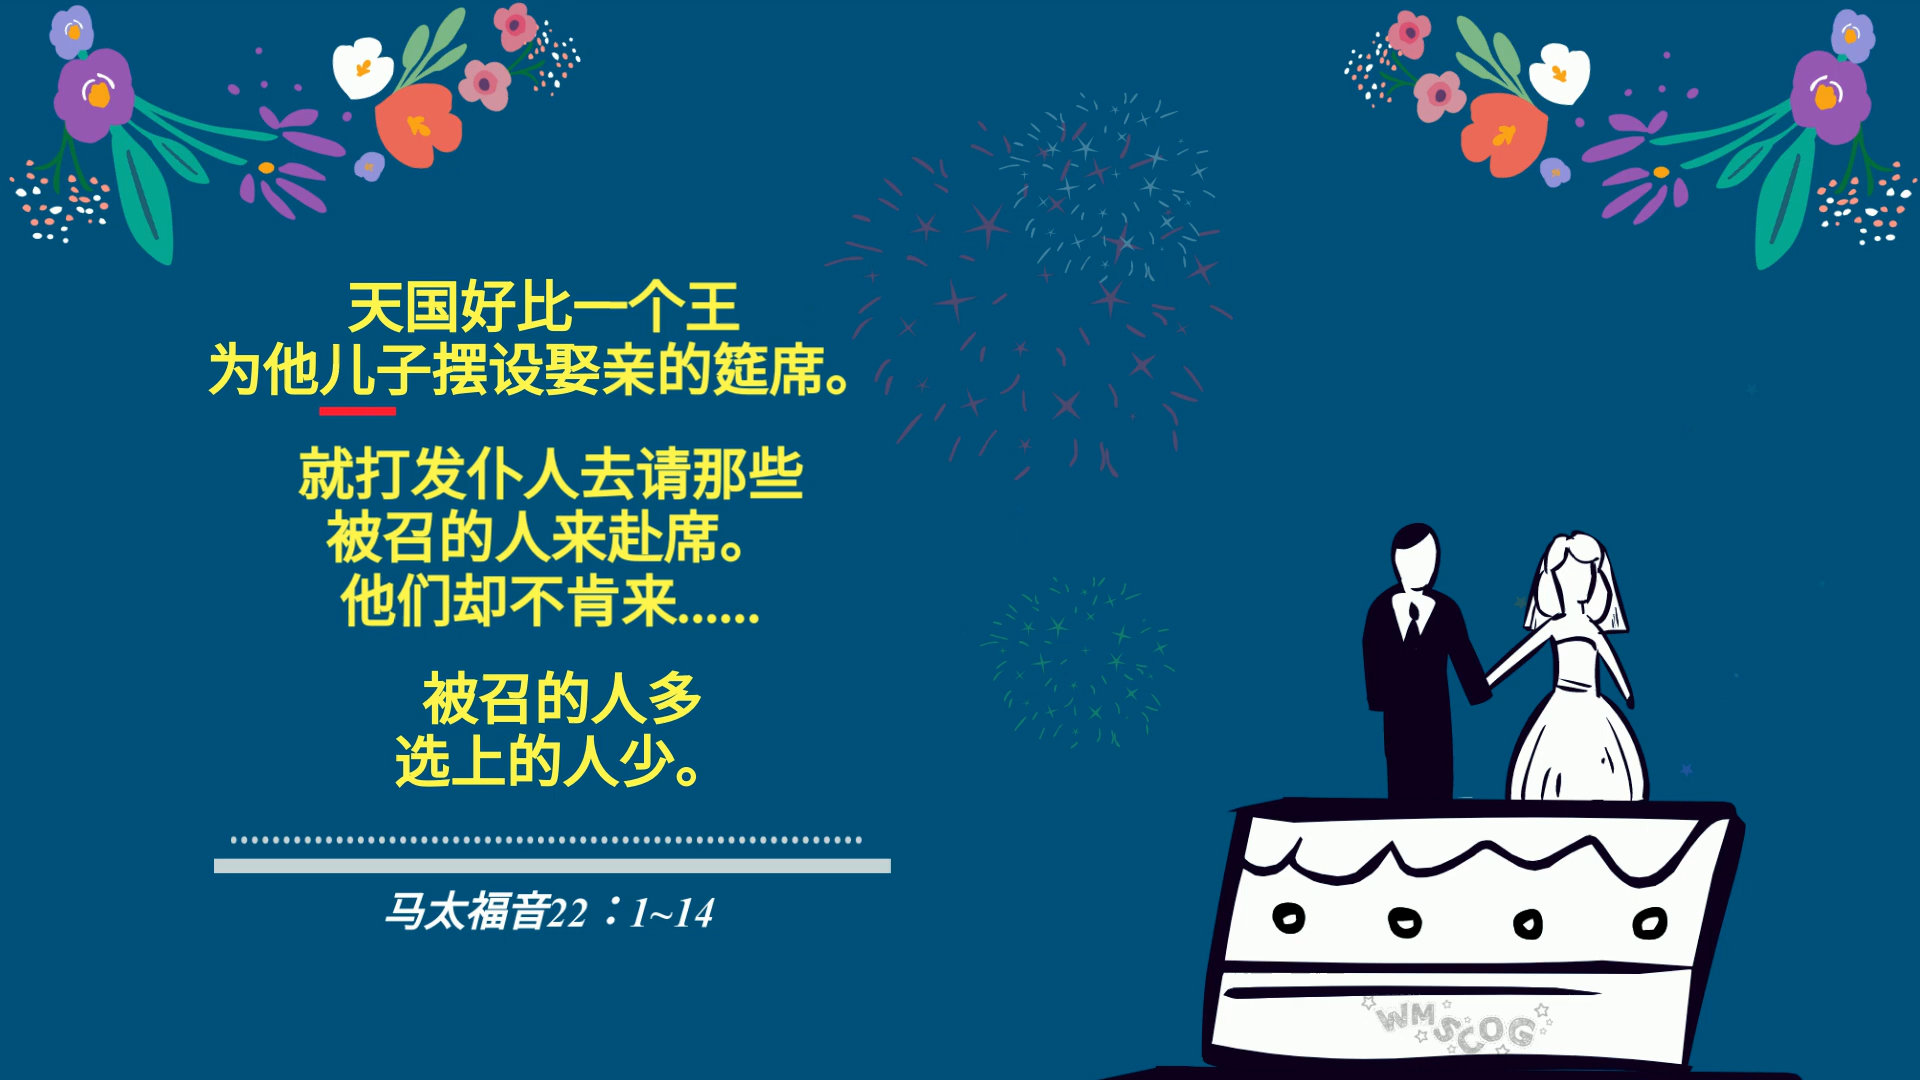 天国好比一个王
为他儿子摆设娶亲的筵席。
就打发仆人去请那些
被召的人来赴席。
他们却不肯来......
被召的人多
选上的人少。
马太福音22：1~14
WMSCOG